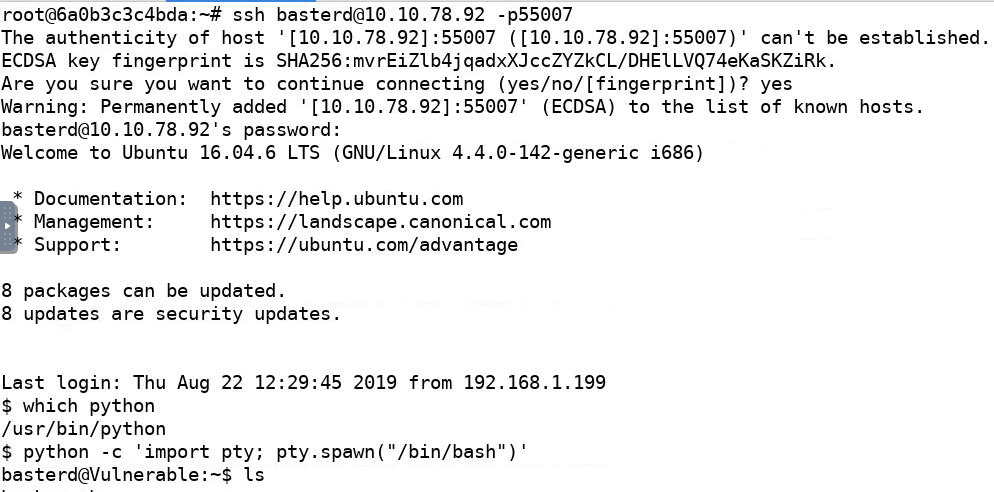 root@6a0b3c3c4bda:~# ssh basterd@10.10.78.92 -p55007
The authenticity of host '[10.10.78.92]:55007 ([10.10.78.92]:55007)' can't be established.
ECDSA key fingerprint is SHA256:mvrEiZlb4jqadxXJccZYZkCL/DHElLVQ74eKaSKZiRk.
Are you sure you want to continue connecting (yes/no/[fingerprint])? yes
Warning: Permanently added '[10.10.78.92]:55007' (ECDSA) to the list of known hosts.
basterd@10.10.78.92's password:
Welcome to Ubuntu 16.04.6 LTS (GNU/Linux 4.4.0-142-generic i686)
* Documentation:  https://help.ubuntu.com
* Management:     https://landscape.canonical.com
* Support:        https://ubuntu.com/advantage
8 packages can be updated.
8 updates are security updates.
Last login: Thu Aug 22 12:29:45 2019 from 192.168.1.199
$ which python
/usr/bin/python
$ python -c 'import pty; pty.spawn("/bin/bash")'
basterd@Vulnerable:~$ ls